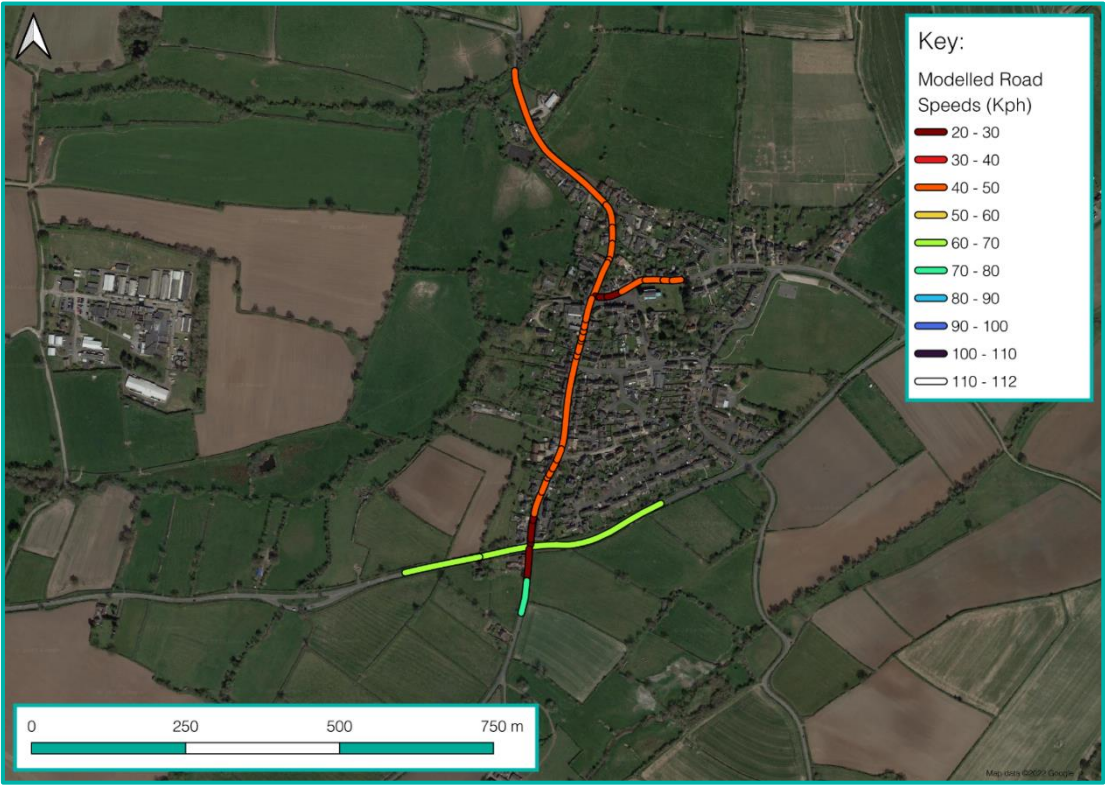 Key:
Modelled Road
Speeds (Kph)
20 - 30
30 - 40
40 - 50
50 - 60
60 - 70
70 - 80
80 - 90
90 - 100
100 - 110
110 - 112
0 250 500 750 m
Map data ©2022 Google